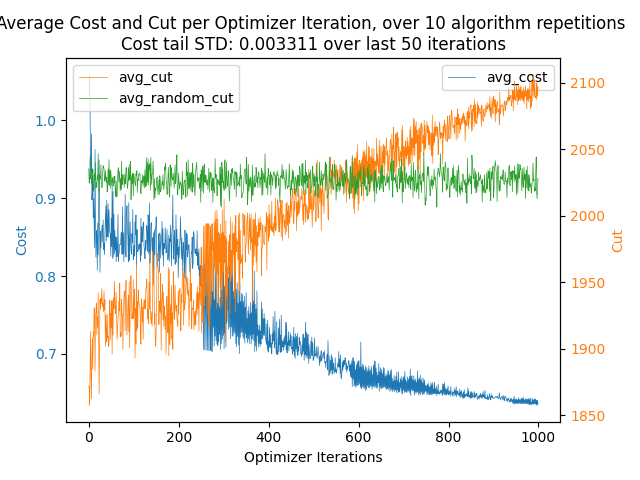 Average Cost and Cut per Optimizer Iteration, over 10 algorithm repetitions
Cost tail STD: 0.003311 over last 50 iterations
avg_cut
avg_random_cut
avg_cost
1.0
0.9
0.8
0.7
Cost
2100
2050
2000
1950
1900
1850
Cut
0 200 400 600 800 1000
Optimizer Iterations